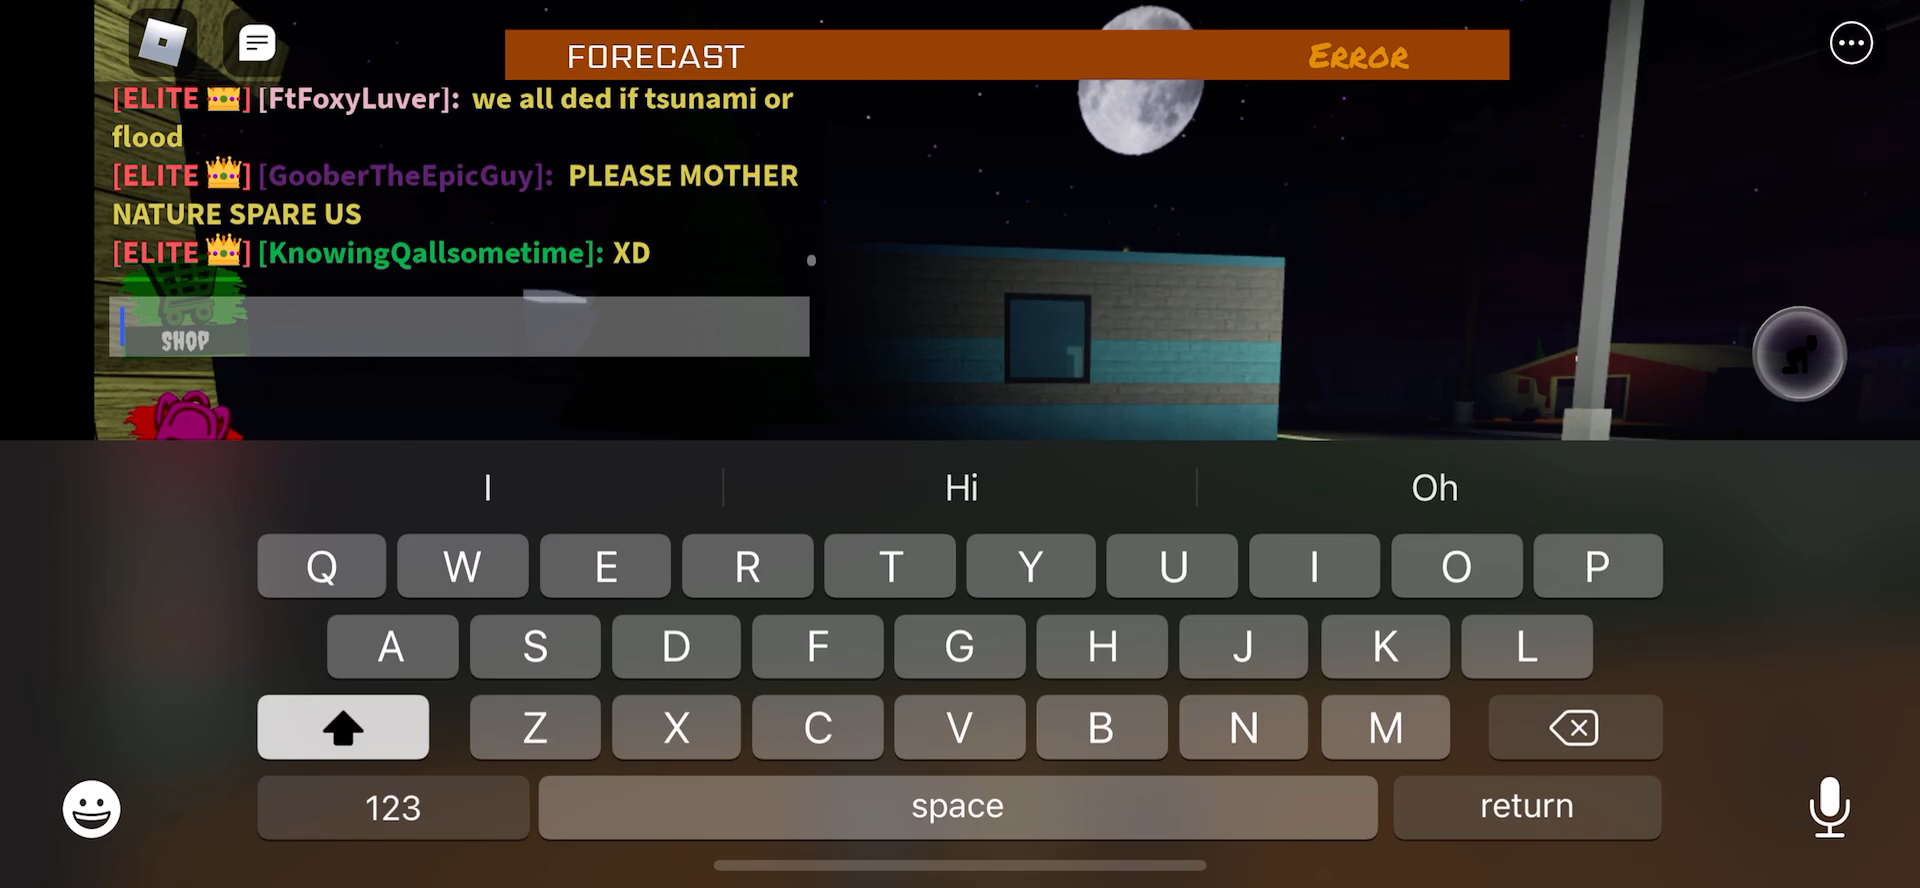 FORECAST Error
[ELITE 👑] [FtFoxyLuver]: we all ded if tsunami or
flood
[ELITE 👑] [GooberTheEpicGuy]: PLEASE MOTHER
NATURE SPARE US
[ELITE 👑] [KnowingQallsometime]: XD
SHOP
I Hi Oh
Q W E R T Y U I O P
A S D F G H J K L
Z X C V B N M
123 space return